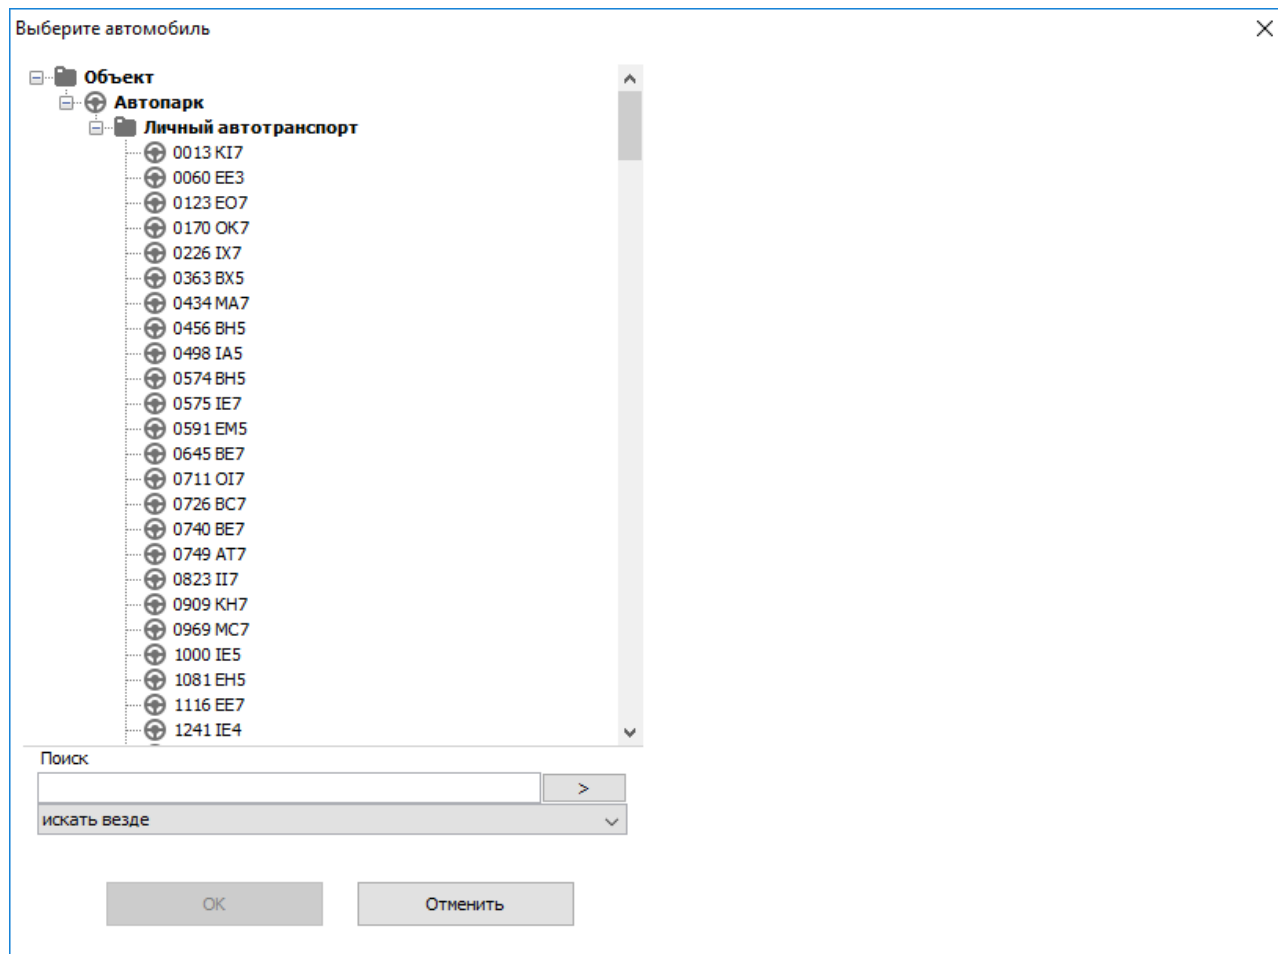 Выберите автомобиль
Объект
Автопарк
Личный автотранспорт
0013 KI7
0060 EE3
0123 EO7
0170 OK7
0226 IX7
0363 BX5
0434 MA7
0456 BH5
0498 IA5
0574 BH5
0575 IE7
0591 EM5
0645 BE7
0711 OI7
0726 BC7
0740 BE7
0749 AT7
0823 II7
0909 KH7
0969 MC7
1000 IE5
1081 EH5
1116 EE7
1241 IE4
Поиск
>
искать везде
OK
Отменить